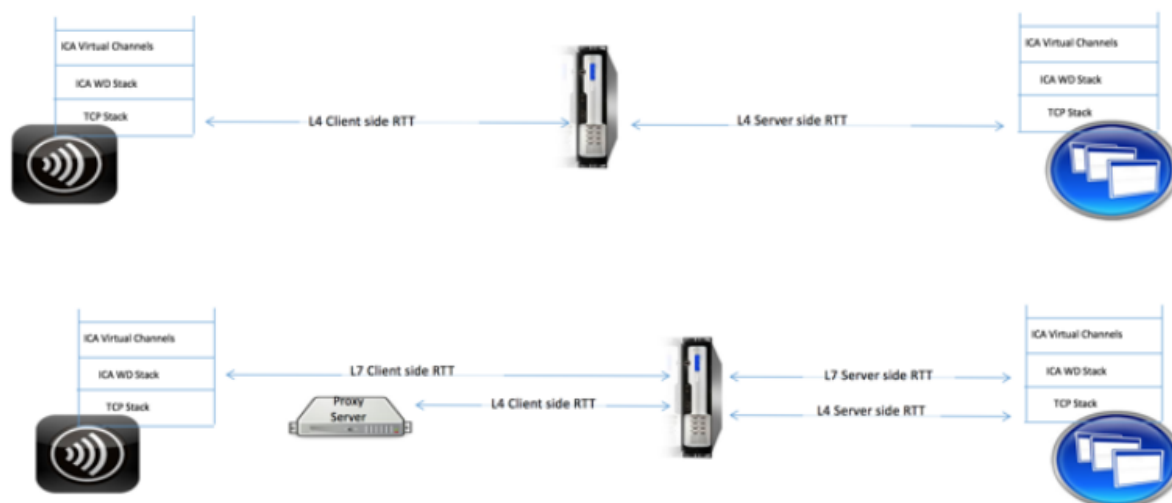 ICA Virtual Channels
ICA WD Stack
TCP Stack
L4 Client side RTT
L4 Server side RTT
ICA Virtual Channels
ICA WD Stack
TCP Stack
ICA Virtual Channels
ICA WD Stack
TCP Stack
L7 Client side RTT
Proxy
Server
L4 Client side RTT
L7 Server side RTT
L4 Server side RTT
ICA Virtual Channels
ICA WD Stack
TCP Stack